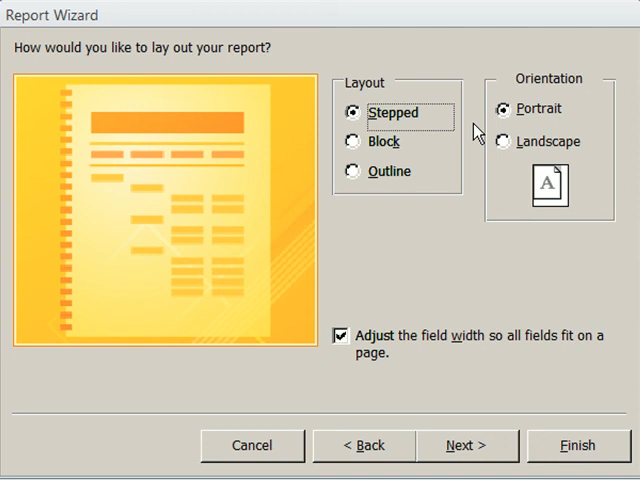 Report Wizard
How would you like to lay out your report?
Layout
Stepped
Block
Outline
Orientation
Portrait
Landscape
A
Adjust the field width so all fields fit on a
page.
Cancel
< Back
Next >
Finish